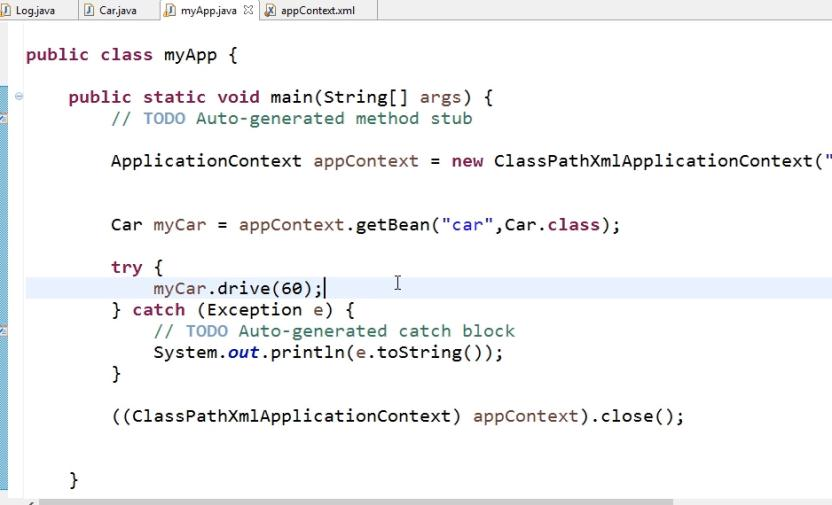 Log.java Car.java myApp.java appContext.xml
public class myApp {
public static void main(String[] args) {
// TODO Auto-generated method stub
ApplicationContext appContext = new ClassPathXmlApplicationContext("
Car myCar = appContext.getBean("car",Car.class);
try {
myCar.drive(60);
} catch (Exception e) {
// TODO Auto-generated catch block
System.out.println(e.toString());
}
((ClassPathXmlApplicationContext) appContext).close();
}